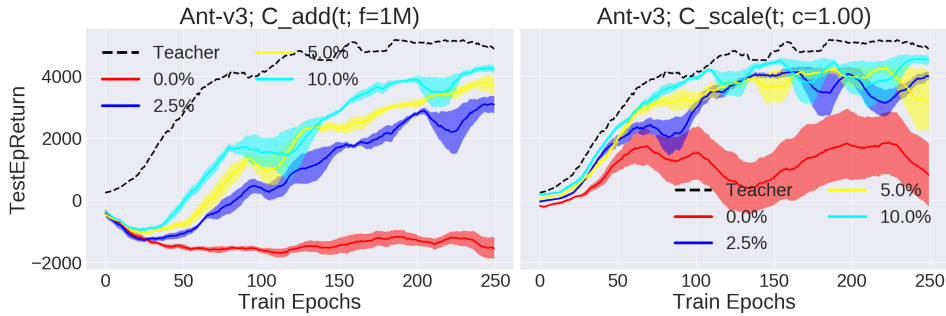 Ant-v3; C_add(t; f=1M)
TestEpReturn
4000
2000
0
−2000
Teacher
0.0%
2.5%
5.0%
10.0%
0 50 100 150 200 250
Train Epochs
Ant-v3; C_scale(t; c=1.00)
Teacher
0.0%
2.5%
5.0%
10.0%
0 50 100 150 200 250
Train Epochs